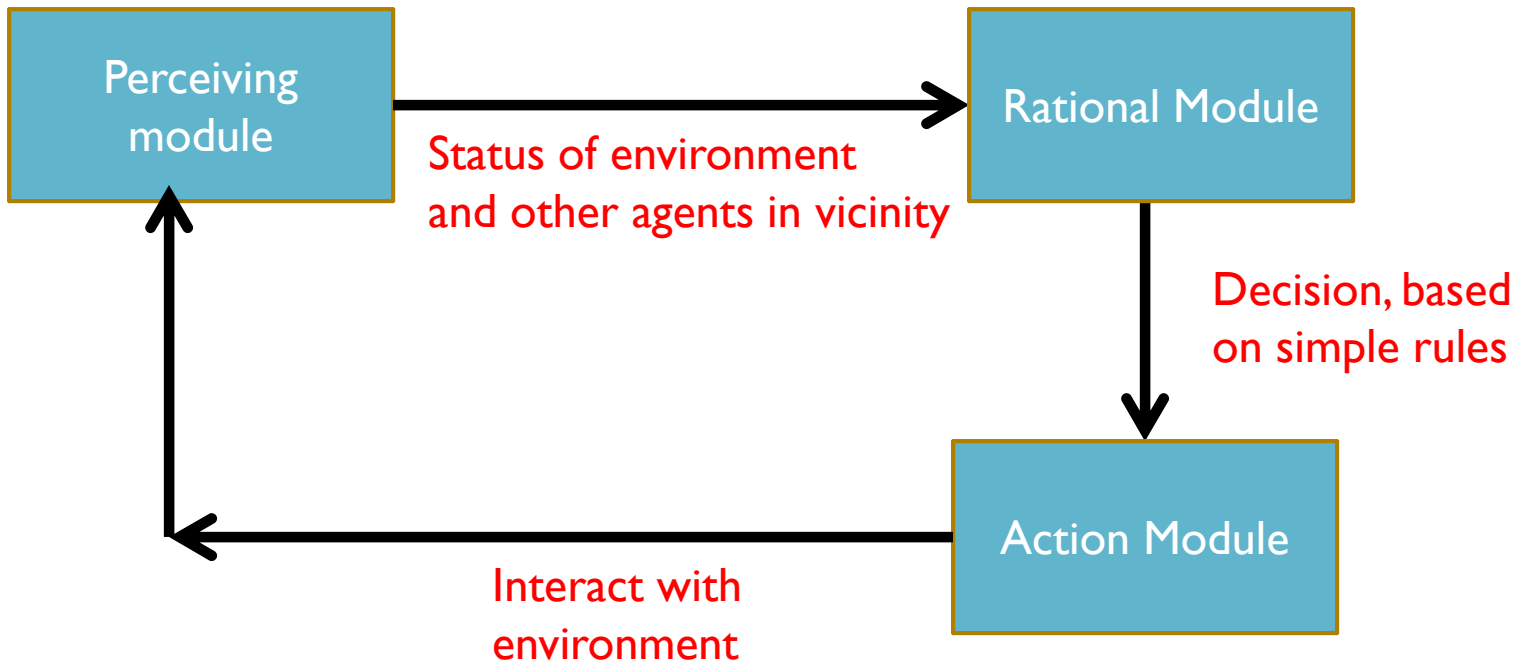 Perceiving
module
Rational Module
Status of environment
and other agents in vicinity
Decision, based
on simple rules
Action Module
Interact with
environment